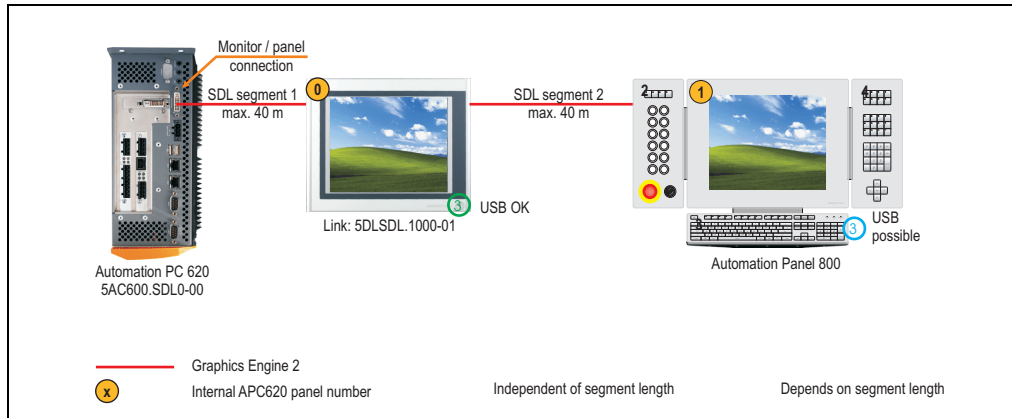 Monitor / panel
connection
SDL segment 1
max. 40 m
0
SDL segment 2
max. 40 m
2
1
4
3
USB OK
Link: 5DLSDL.1000-01
3
3
USB
possible
Automation Panel 800
Automation PC 620
5AC600.SDL0-00
Graphics Engine 2
x
Internal APC620 panel number
Independent of segment length
Depends on segment length